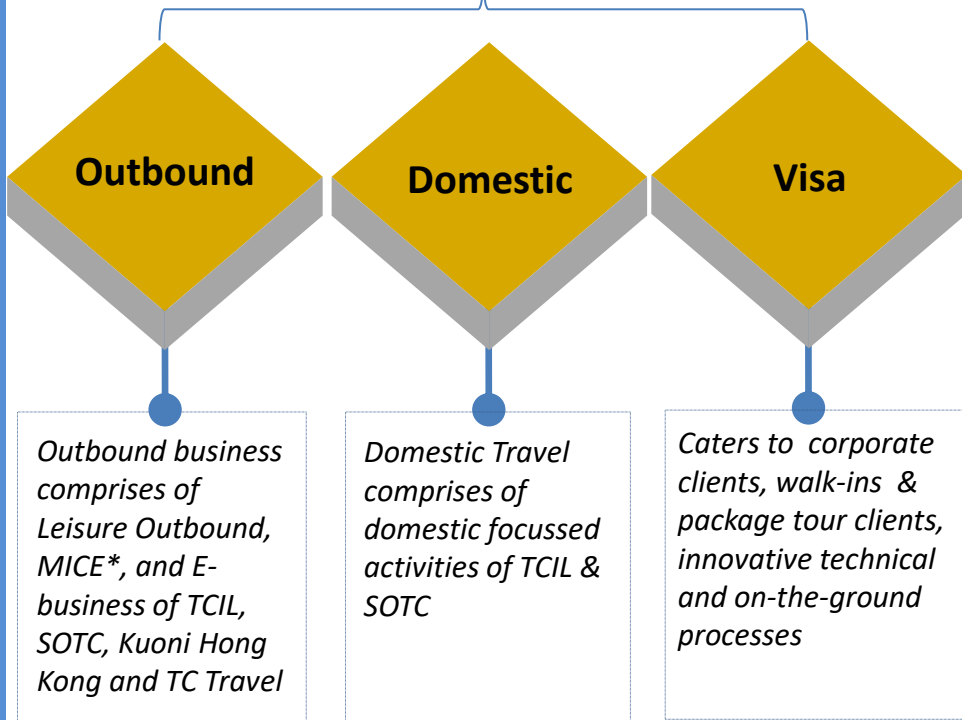 Outbound
Domestic
Visa
Outbound business
comprises of
Leisure Outbound,
MICE*, and E-
business of TCIL,
SOTC, Kuoni Hong
Kong and TC Travel
Domestic Travel
comprises of
domestic focussed
activities of TCIL &
SOTC
Caters to corporate
clients, walk-ins &
package tour clients,
innovative technical
and on-the-ground
processes